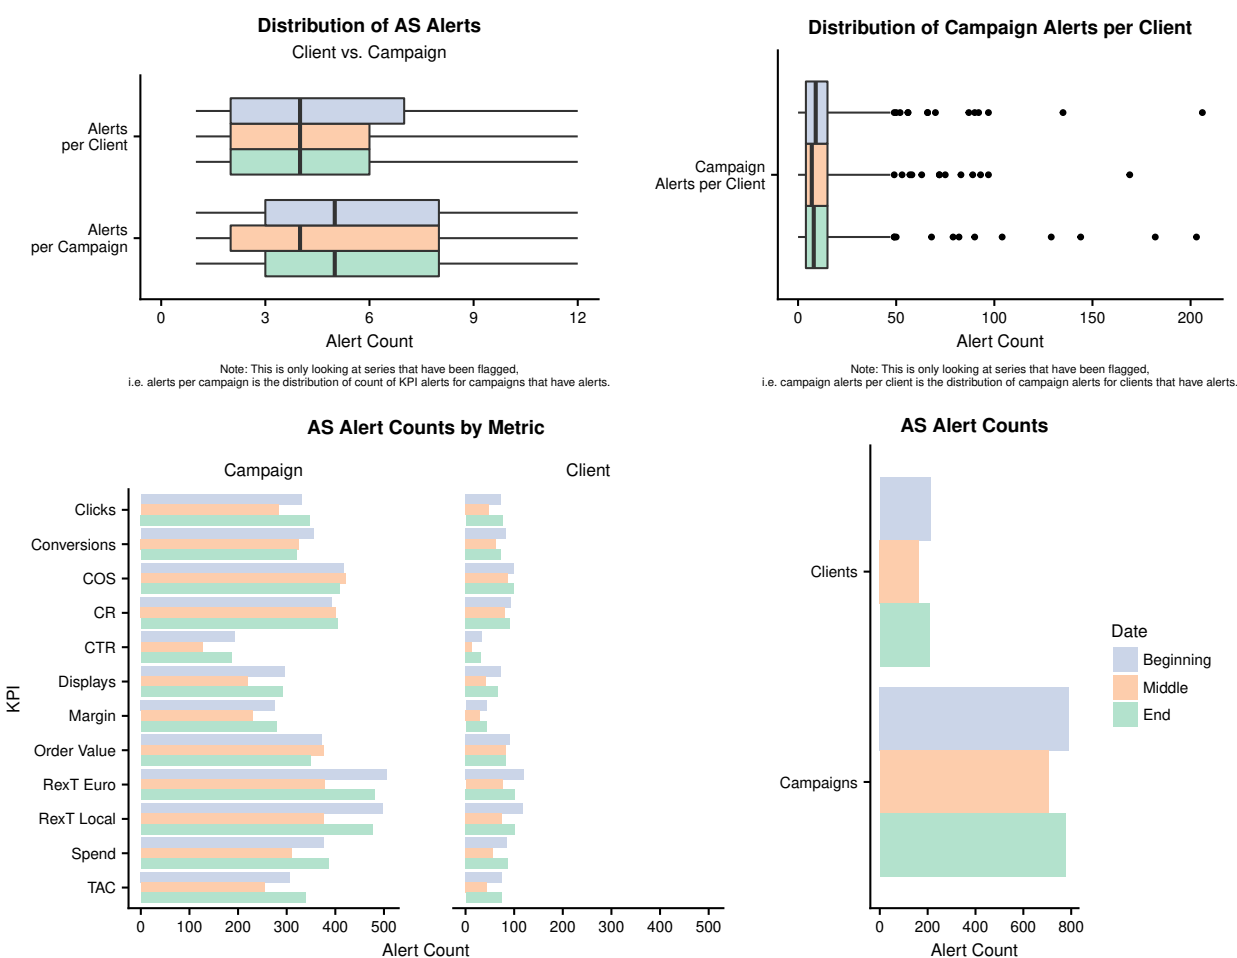 Distribution of AS Alerts
Client vs. Campaign
Alerts
per Client
Alerts
per Campaign
0 3 6 9 12
Alert Count
Note: This is only looking at series that have been flagged,
i.e. alerts per campaign is the distribution of count of KPI alerts for campaigns that have alerts.
Distribution of Campaign Alerts per Client
Campaign
Alerts per Client
0 50 100 150 200
Alert Count
Note: This is only looking at series that have been flagged,
i.e. campaign alerts per client is the distribution of campaign alerts for clients that have alerts.
AS Alert Counts by Metric
Campaign Client
KPI
Clicks
Conversions
COS
CR
CTR
Displays
Margin
Order Value
RexT Euro
RexT Local
Spend
TAC
0 100 200 300 400 500 0 100 200 300 400 500
Alert Count
AS Alert Counts
Clients
Campaigns
0 200 400 600 800
Alert Count
Date
Beginning
Middle
End